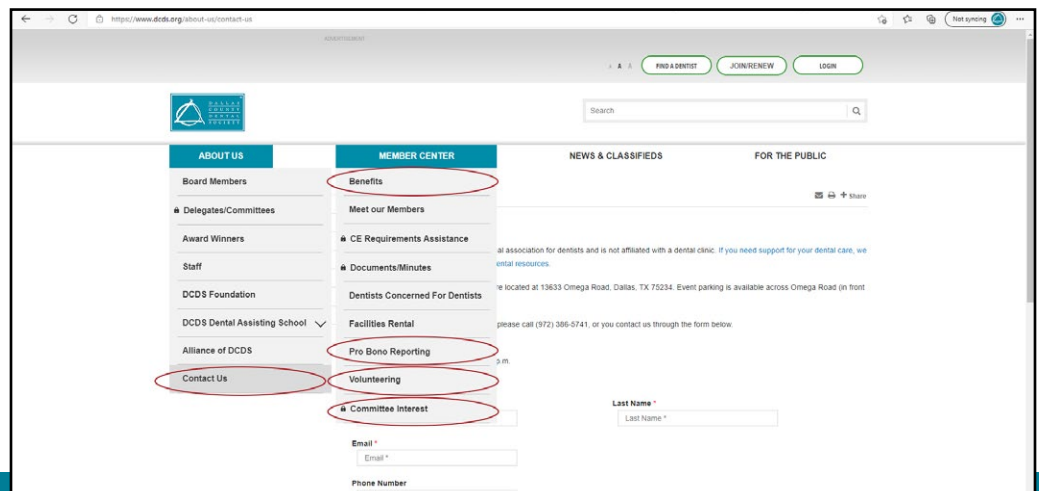 https://www.dcds.org/about-us/contact-us
Not syncing
ADVERTISEMENT
A A A
FIND A DENTIST
JOIN/RENEW
LOGIN
DALLAS
COUNTY
DENTAL
SOCIETY
Search
ABOUT US
MEMBER CENTER
NEWS & CLASSIFIEDS
FOR THE PUBLIC
Board Members
Delegates/Committees
Award Winners
Staff
DCDS Foundation
DCDS Dental Assisting School
Alliance of DCDS
Contact Us
Benefits
Meet our Members
CE Requirements Assistance
Documents/Minutes
Dentists Concerned For Dentists
Facilities Rental
Pro Bono Reporting
Volunteering
Committee Interest
+ Share
al association for dentists and is not affiliated with a dental clinic. If you need support for your dental care, we
ental resources.
re located at 13633 Omega Road, Dallas, TX 75234. Event parking is available across Omega Road (in front
please call (972) 386-5741, or you contact us through the form below.
p.m.
Last Name *
Last Name *
Email *
Email *
Phone Number